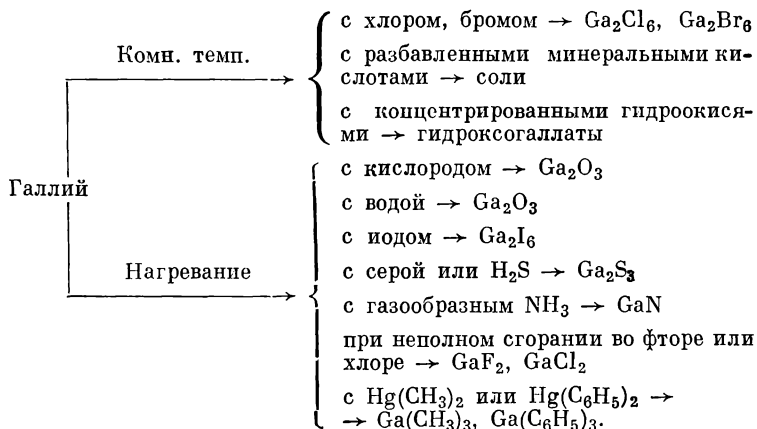 с хлором, бромом → Ga₂Cl₆, Ga₂Br₆
Комн. темп.
с разбавленными минеральными ки-
слотами → соли
с концентрированными гидроокися-
ми → гидроксогаллаты
Галлий
с кислородом → Ga₂O₃
с водой → Ga₂O₃
с иодом → Ga₂I₆
Нагревание
с серой или H₂S → Ga₂S₃
с газообразным NH₃ → GaN
при неполном сгорании во фторе или
хлоре → GaF₂, GaCl₂
с Hg(CH₃)₂ или Hg(C₆H₅)₂ →
→ Ga(CH₃)₃, Ga(C₆H₅)₃.